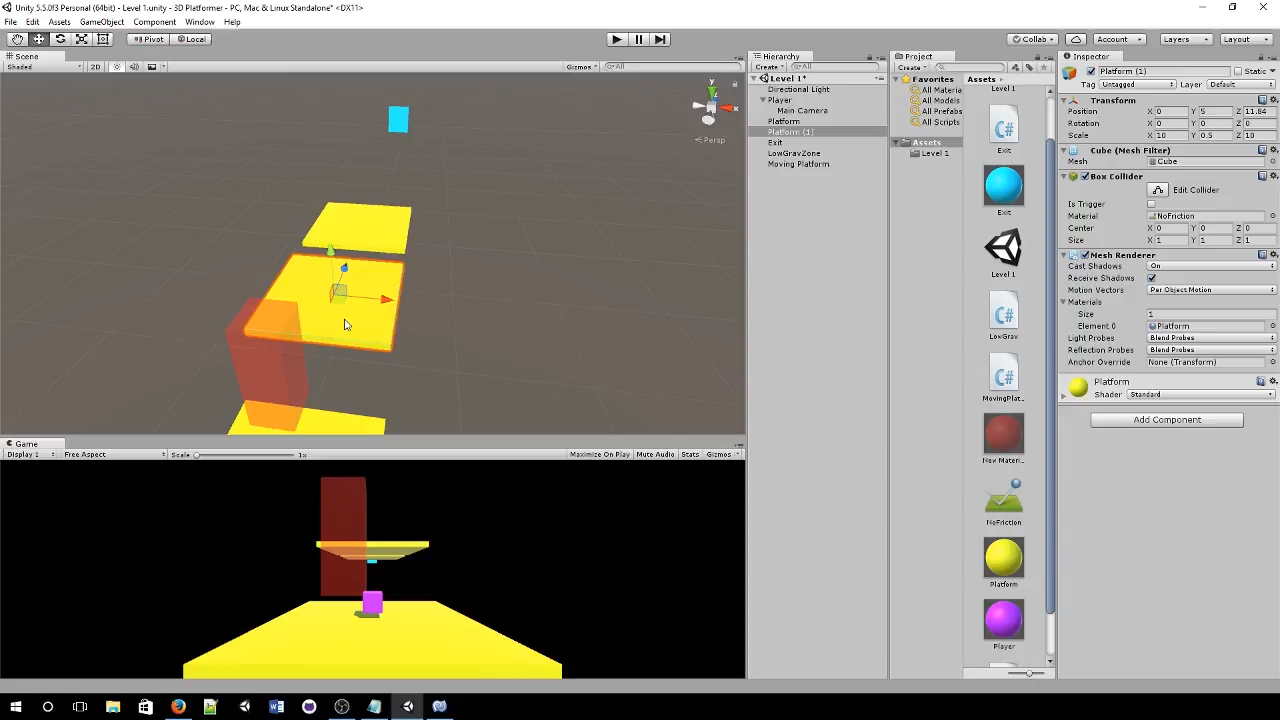 Unity 5.5.0f3 Personal (64bit) - Level 1.unity - 3D Platformer - PC, Mac & Linux Standalone* <DX11>
File Edit Assets GameObject Component Window Help
Pivot Local Collab Account Layers Layout
Scene
Shaded 2D Gizmos All
y
x
Persp
Game
Display 1 Free Aspect Scale 1x Maximize On Play Mute Audio Stats Gizmos
Hierarchy
Create All
Level 1*
Directional Light
Player
Main Camera
Platform
Platform (1)
Exit
LowGravZone
Moving Platform
Project
Create
Favorites
All Materia
All Models
All Prefabs
All Scripts
Assets
Level 1
Assets
Level 1
Exit
Exit
Level 1
LowGrav
MovingPlat..
New Materi..
NoFriction
Platform
Player
Inspector
Platform (1) Static
Tag Untagged Layer Default
Transform
Position X 0 Y 5 Z 11.84
Rotation X 0 Y 0 Z 0
Scale X 10 Y 0.5 Z 10
Cube (Mesh Filter)
Mesh Cube
Box Collider
Edit Collider
Is Trigger
Material NoFriction
Center X 0 Y 0 Z 0
Size X 1 Y 1 Z 1
Mesh Renderer
Cast Shadows On
Receive Shadows
Motion Vectors Per Object Motion
Materials
Size 1
Element 0 Platform
Light Probes Blend Probes
Reflection Probes Blend Probes
Anchor Override None (Transform)
Platform
Shader Standard
Add Component